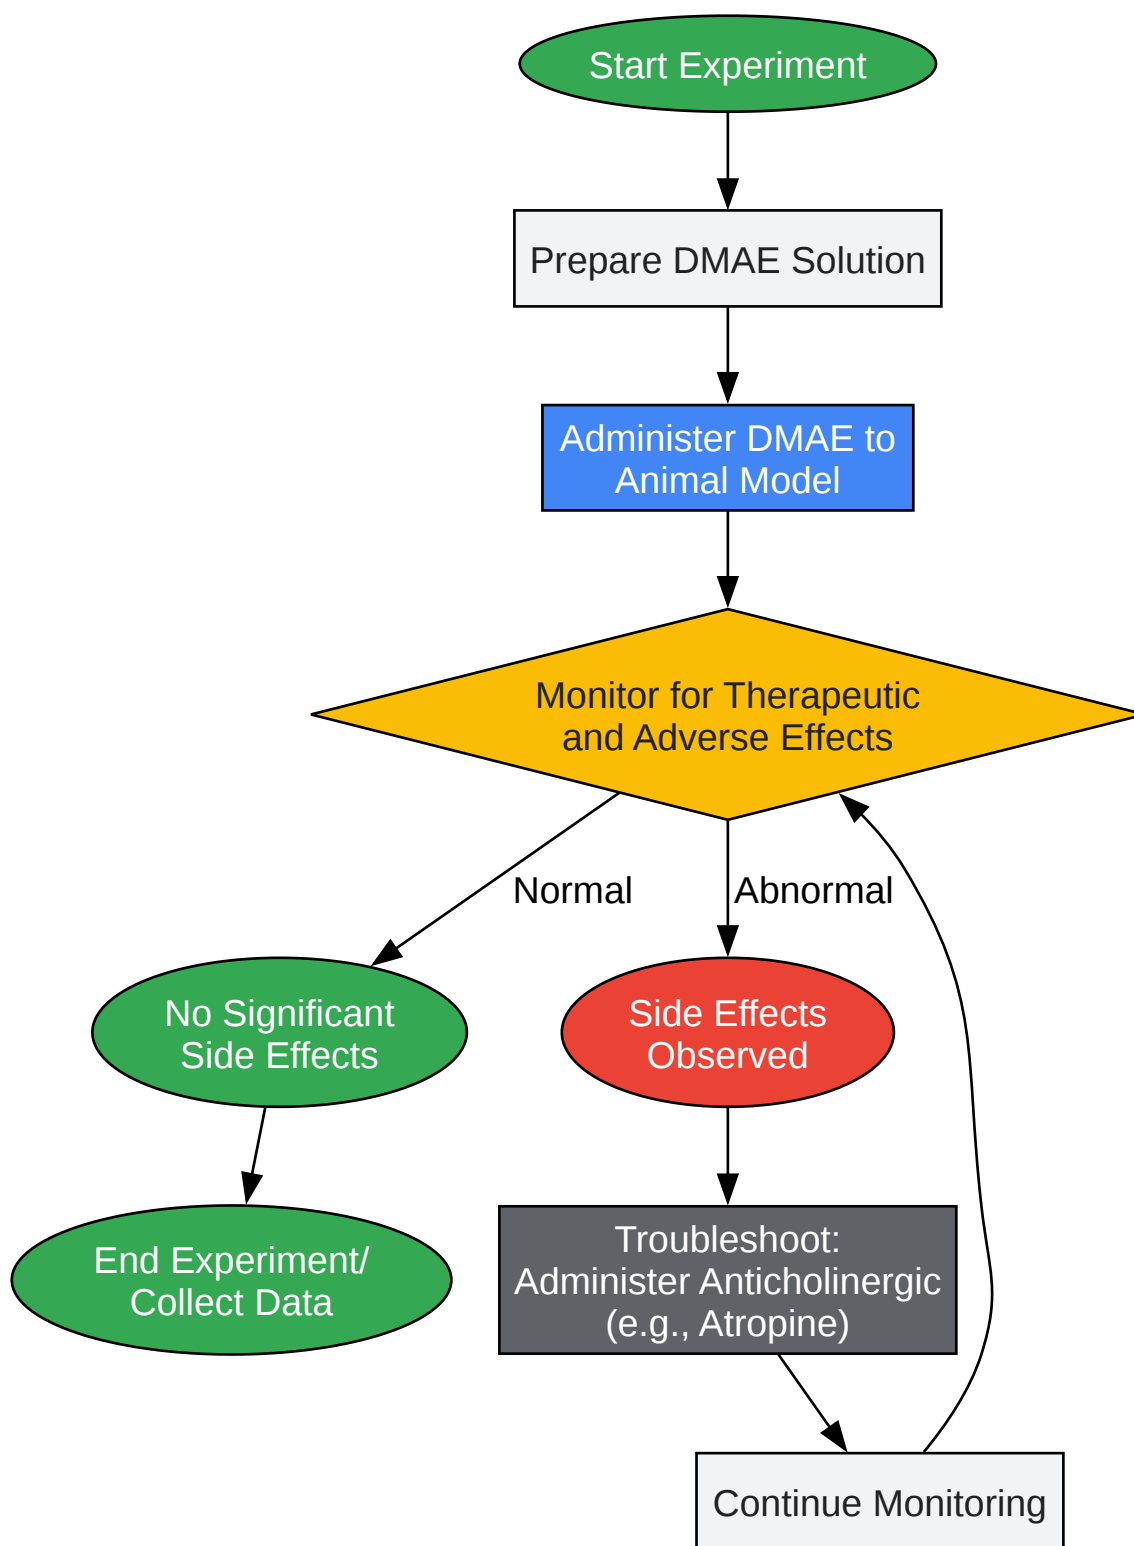 Start Experiment
Prepare DMAE Solution
Administer DMAE to
Animal Model
Monitor for Therapeutic
and Adverse Effects
Normal
Abnormal
No Significant
Side Effects
Side Effects
Observed
End Experiment/
Collect Data
Troubleshoot:
Administer Anticholinergic
(e.g., Atropine)
Continue Monitoring